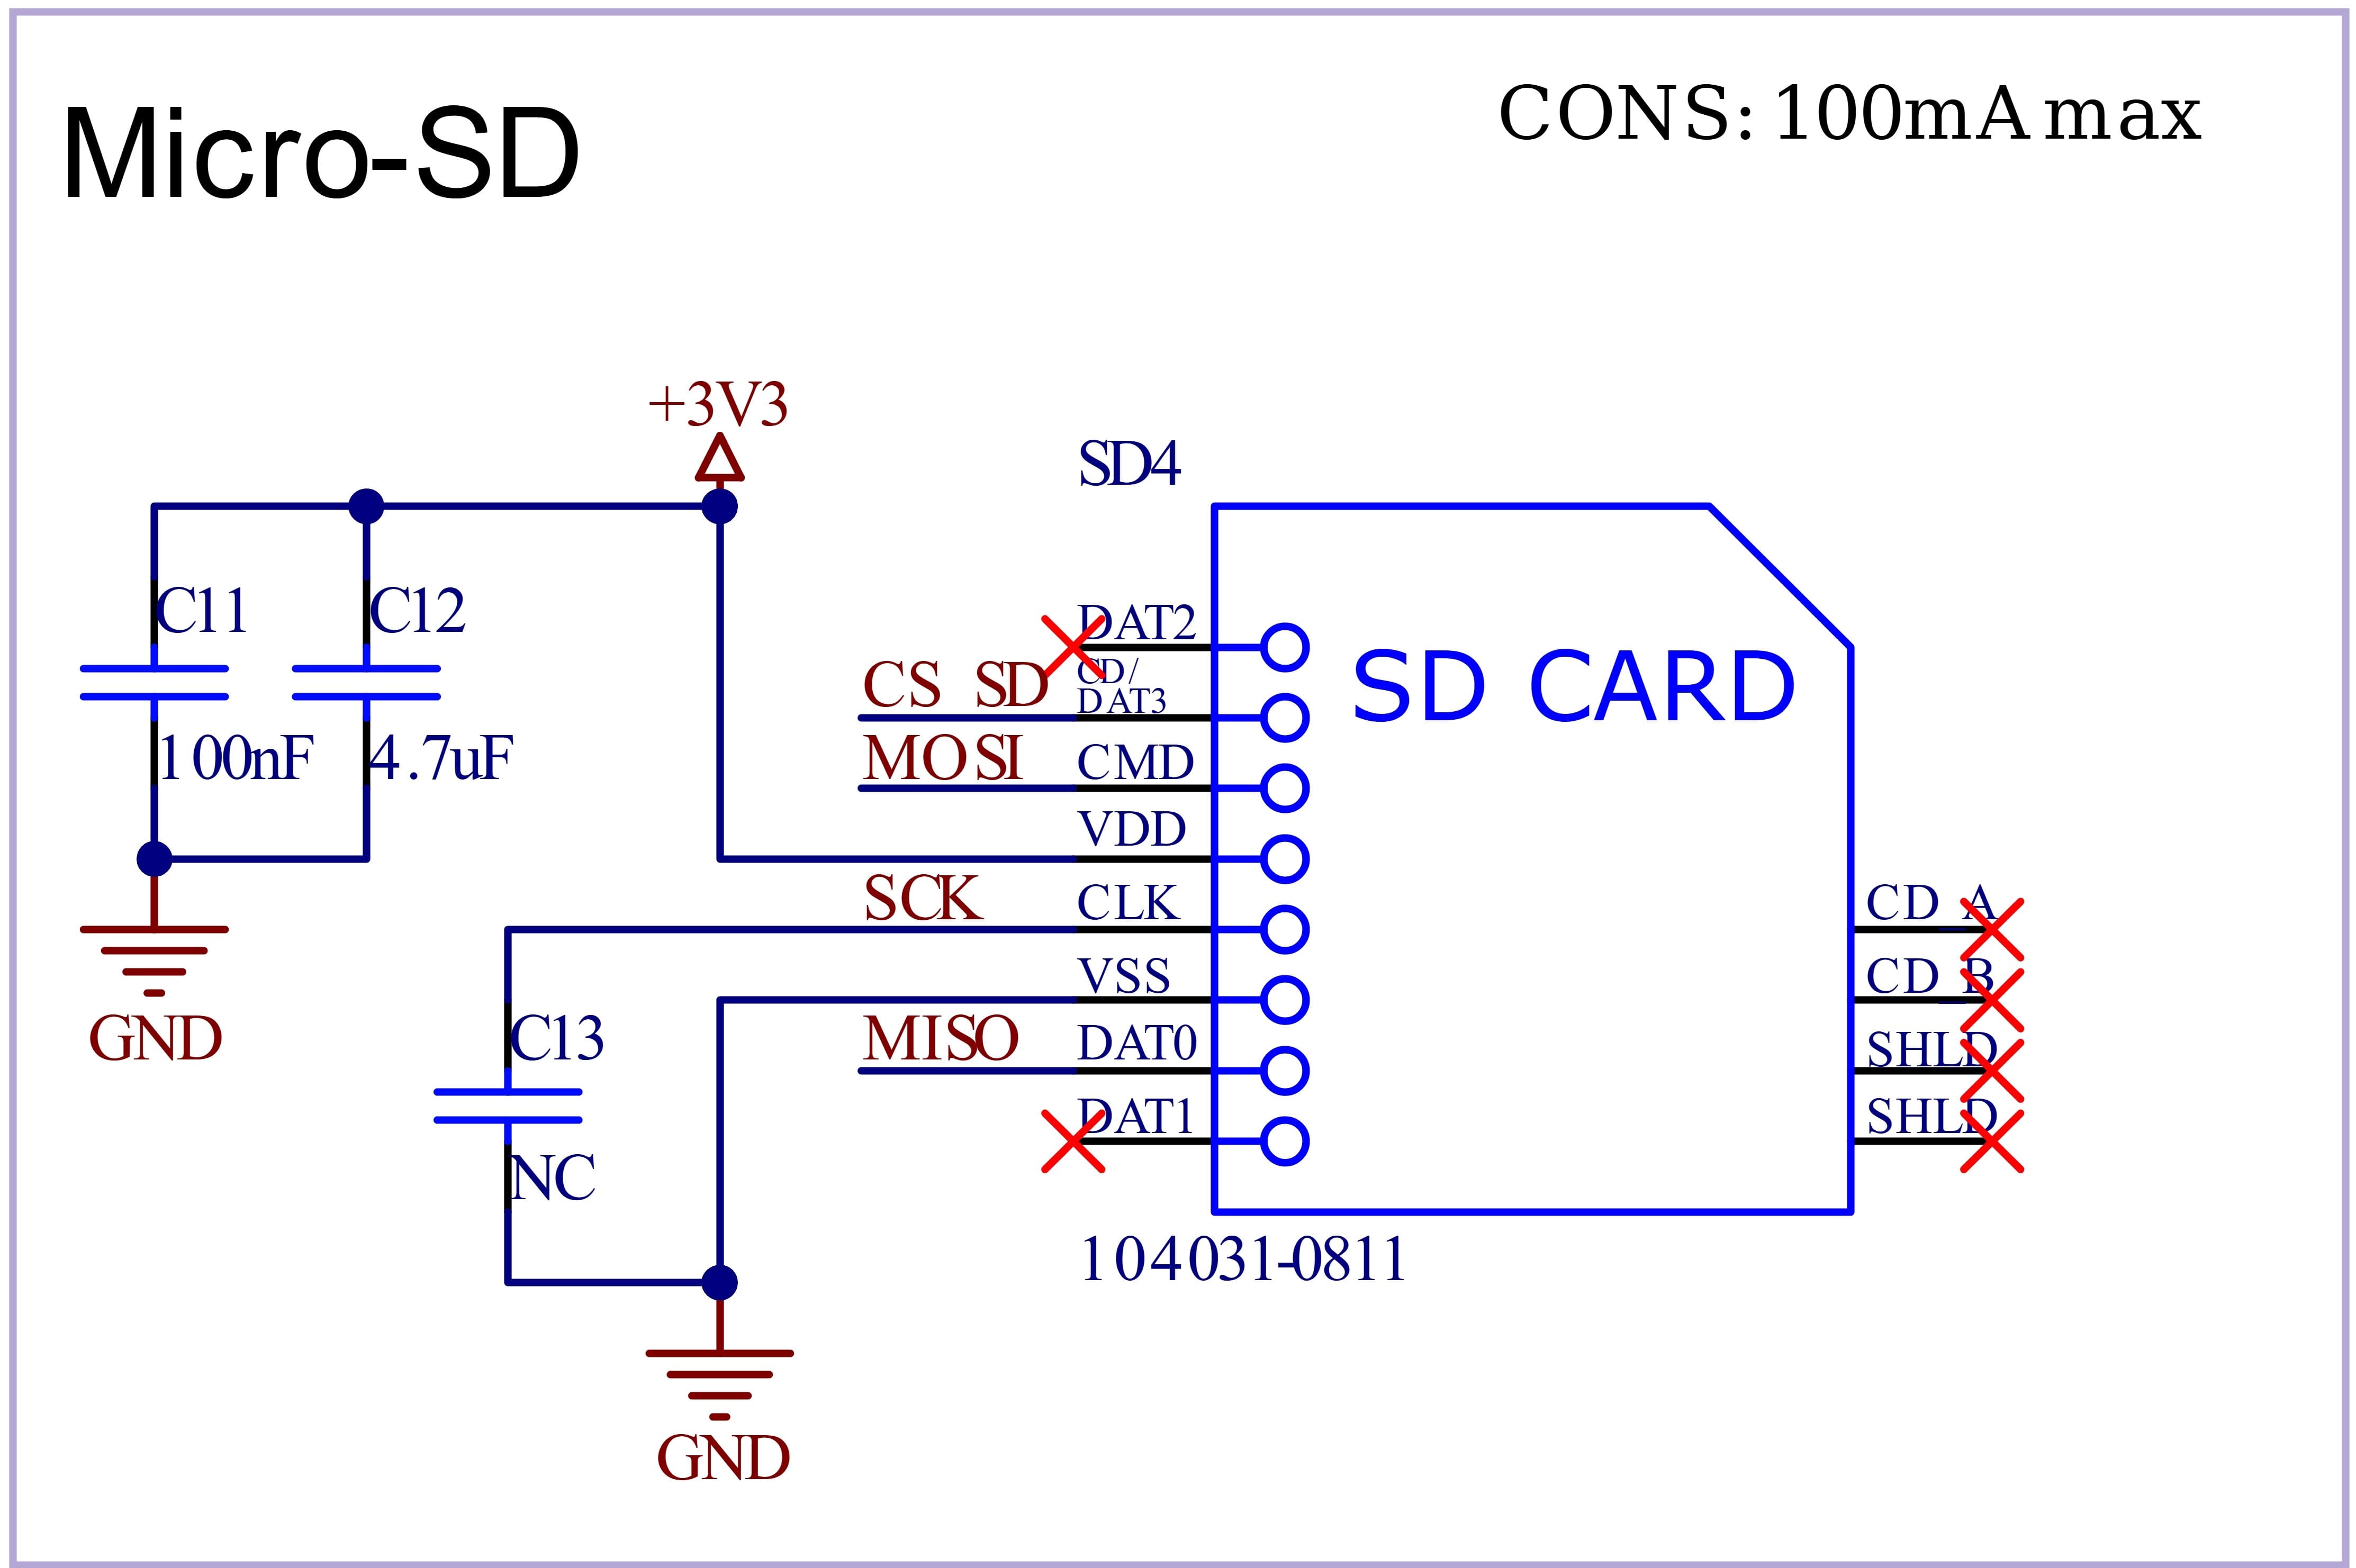 Micro-SD
CONS: 100mA max
+3V3
SD4
C11
C12
100nF
4.7uF
GND
DAT2
CS_SD
CD/
DAT3
MOSI
CMD
VDD
SCK
CLK
VSS
MISO
DAT0
DAT1
SD CARD
CD_A
CD_B
SHLD
SHLD
C13
NC
104031-0811
GND